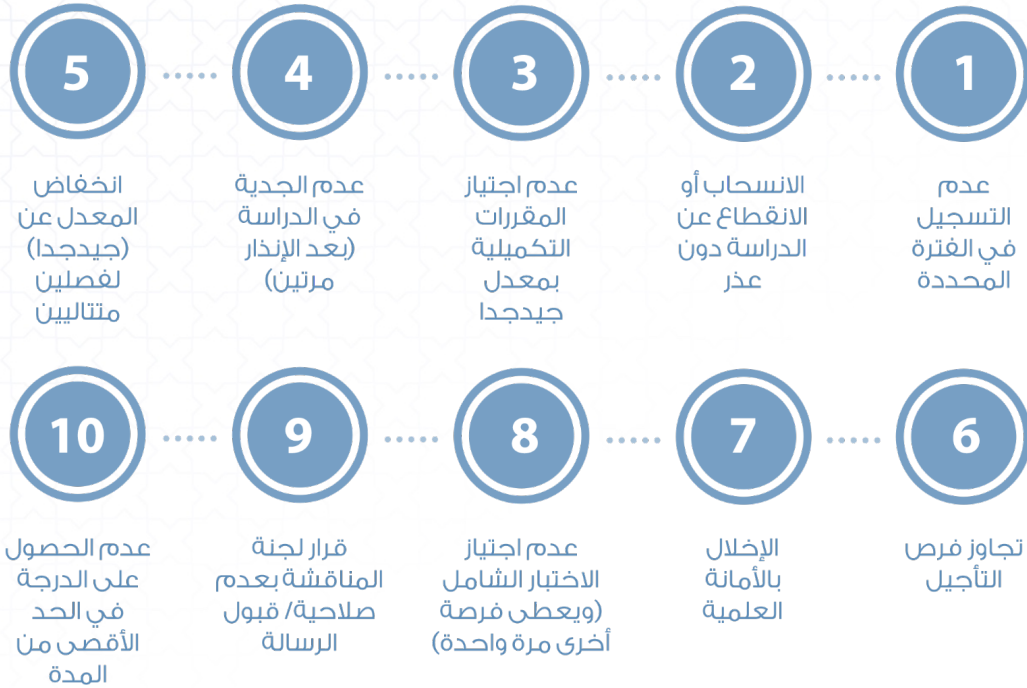 1
عدم
التسجيل
في الفترة
المحددة
2
الانسحاب أو
الانقطاع عن
الدراسة دون
عذر
3
عدم اجتياز
المقررات
التكميلية
بمعدل
جيدجدا
4
عدم الجدية
في الدراسة
(بعد الإنذار
مرتين)
5
انخفاض
المعدل عن
(جيدجدا)
لفصلين
متتاليين
6
تجاوز فرص
التأجيل
7
الإخلال
بالأمانة
العلمية
8
عدم اجتياز
الاختبار الشامل
(ويعطى فرصة
أخرى مرة واحدة)
9
قرار لجنة
المناقشة بعدم
صلاحية/ قبول
الرسالة
10
عدم الحصول
على الدرجة
في الحد
الأقصى من
المدة